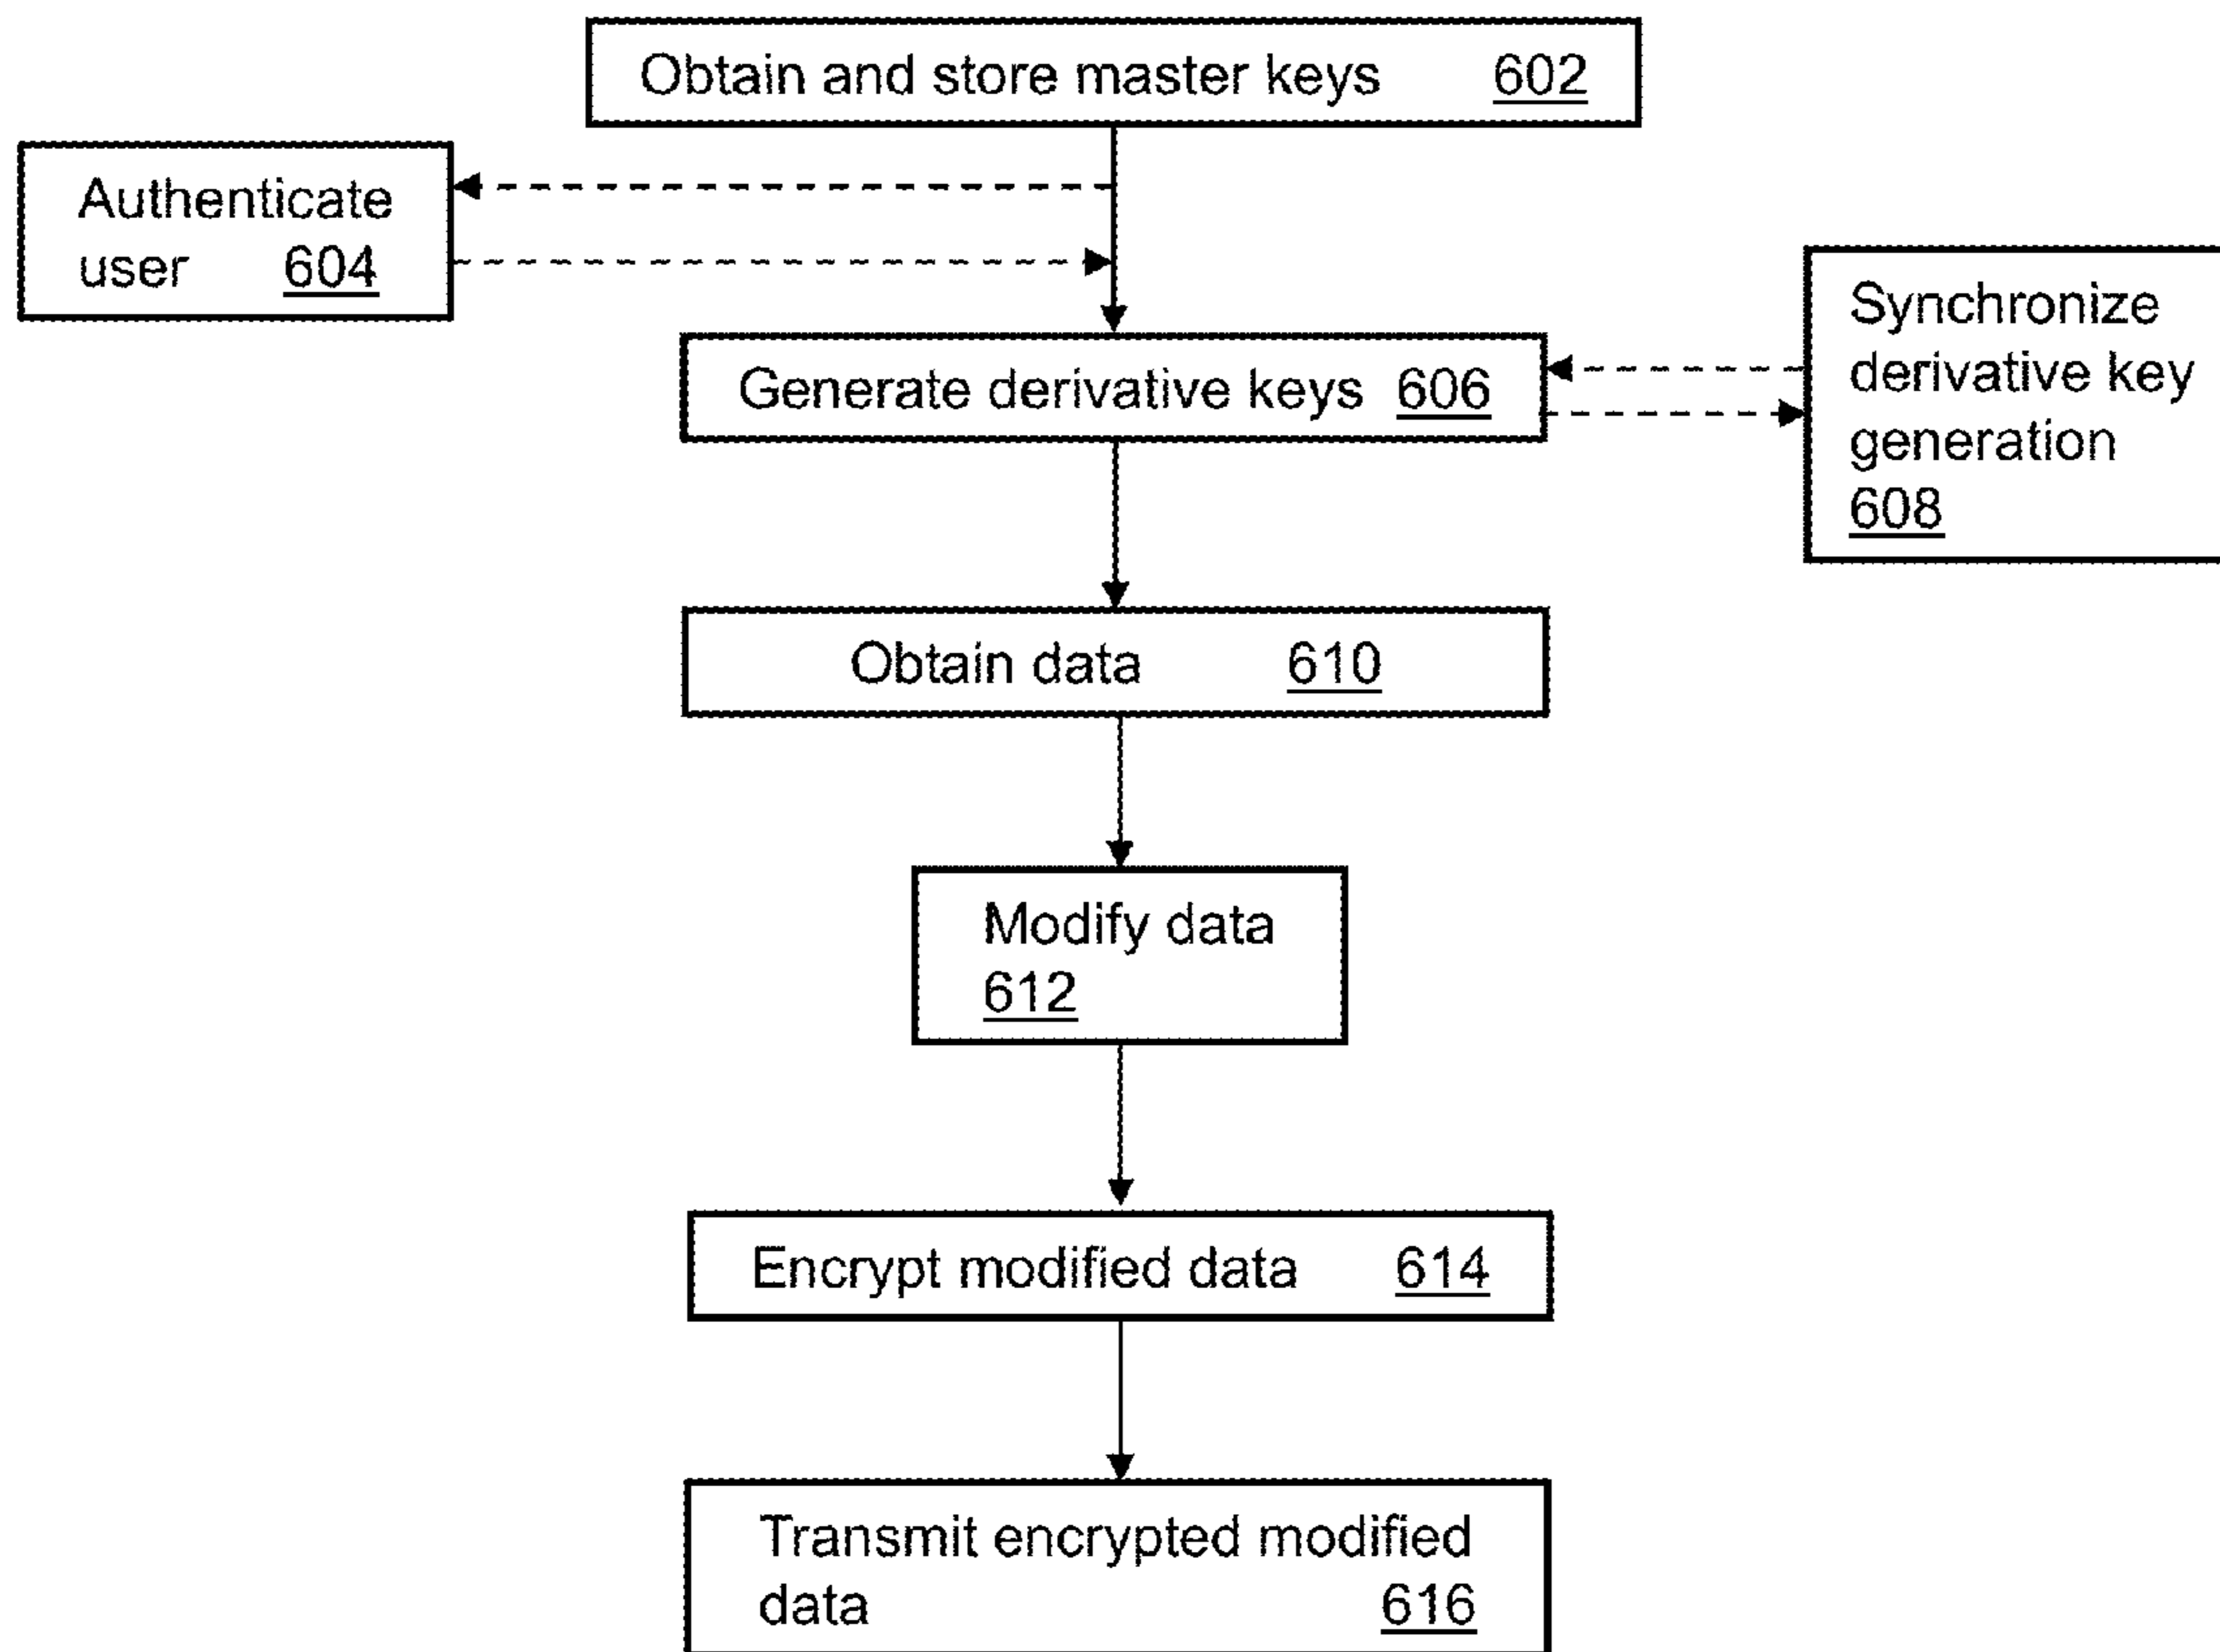 Obtain and store master keys 602
Authenticate
user 604
Generate derivative keys 606
Synchronize
derivative key
generation
608
Obtain data 610
Modify data
612
Encrypt modified data 614
Transmit encrypted modified
data 616